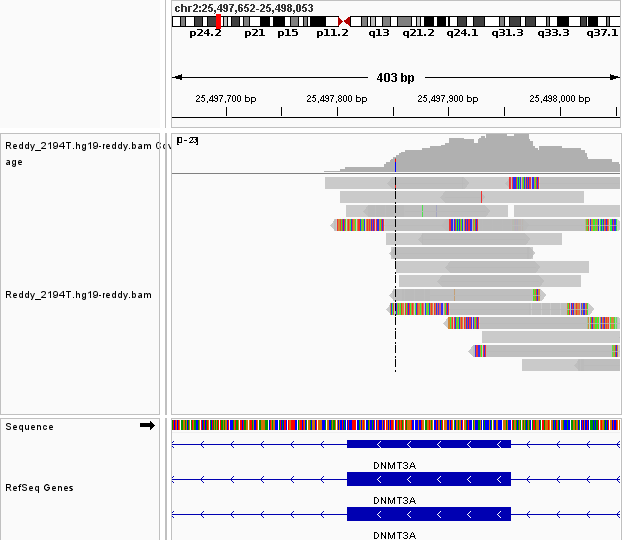 chr2:25,497,652-25,498,053
p24.2 p21 p15 p11.2 q13 q21.2 q24.1 q31.3 q33.3 q37.1
403 bp
25,497,700 bp 25,497,800 bp 25,497,900 bp 25,498,000 bp
Reddy_2194T.hg19-reddy.bam Cov
age
[0-23]
Reddy_2194T.hg19-reddy.bam
Sequence
DNMT3A
RefSeq Genes
DNMT3A
DNMT3A